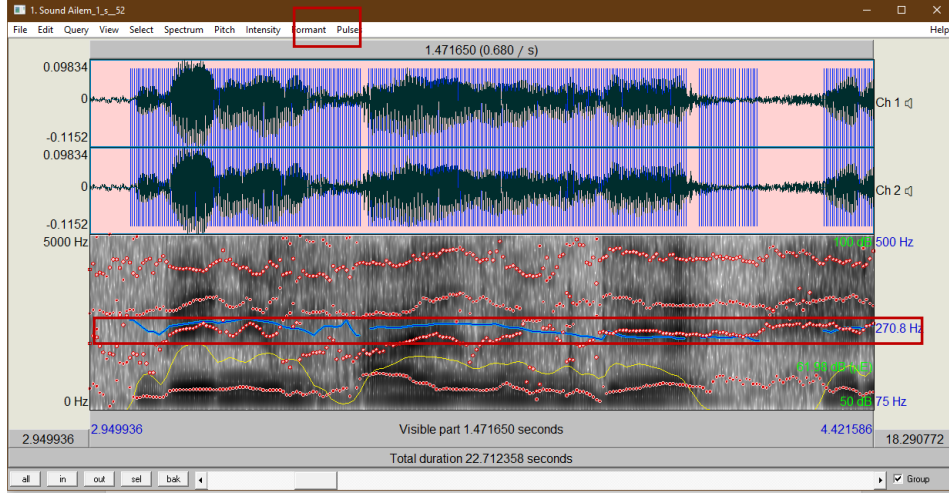 1. Sound Ailem_1_s__52
File Edit Query View Select Spectrum Pitch Intensity Formant Pulses Help
1.471650 (0.680 / s)
0.09834
0
-0.1152
Ch 1
0.09834
0
-0.1152
Ch 2
5000 Hz 100 dB 500 Hz
270.8 Hz
0 Hz 50 dB 75 Hz
2.949936 2.949936 Visible part 1.471650 seconds 4.421586 18.290772
Total duration 22.712358 seconds
all in out sel bak Group